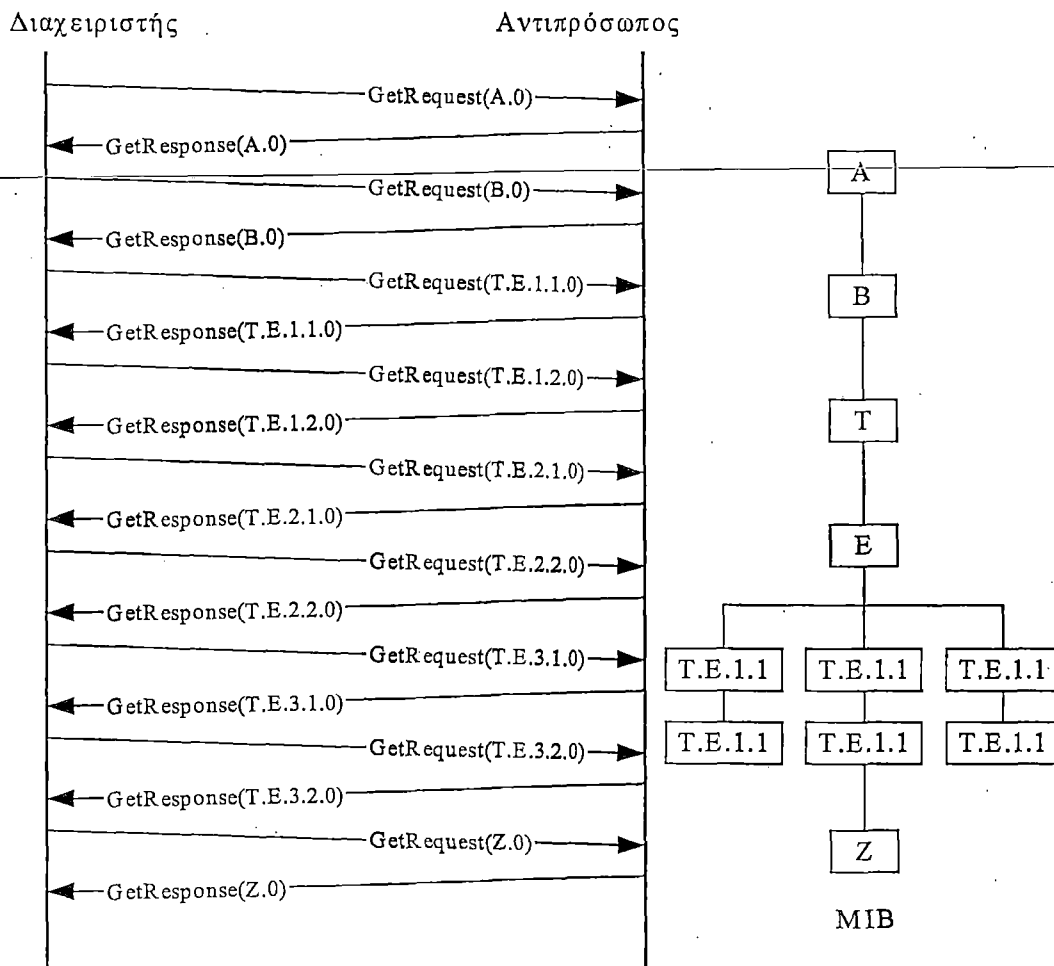 Διαχειριστής
Αντιπρόσωπος
GetRequest(A.0)
GetResponse(A.0)
GetRequest(B.0)
GetResponse(B.0)
GetRequest(T.E.1.1.0)
GetResponse(T.E.1.1.0)
GetRequest(T.E.1.2.0)
GetResponse(T.E.1.2.0)
GetRequest(T.E.2.1.0)
GetResponse(T.E.2.1.0)
GetRequest(T.E.2.2.0)
GetResponse(T.E.2.2.0)
GetRequest(T.E.3.1.0)
GetResponse(T.E.3.1.0)
GetRequest(T.E.3.2.0)
GetResponse(T.E.3.2.0)
GetRequest(Z.0)
GetResponse(Z.0)
A
B
T
E
T.E.1.1 T.E.1.1 T.E.1.1
T.E.1.1 T.E.1.1 T.E.1.1
Z
MIB